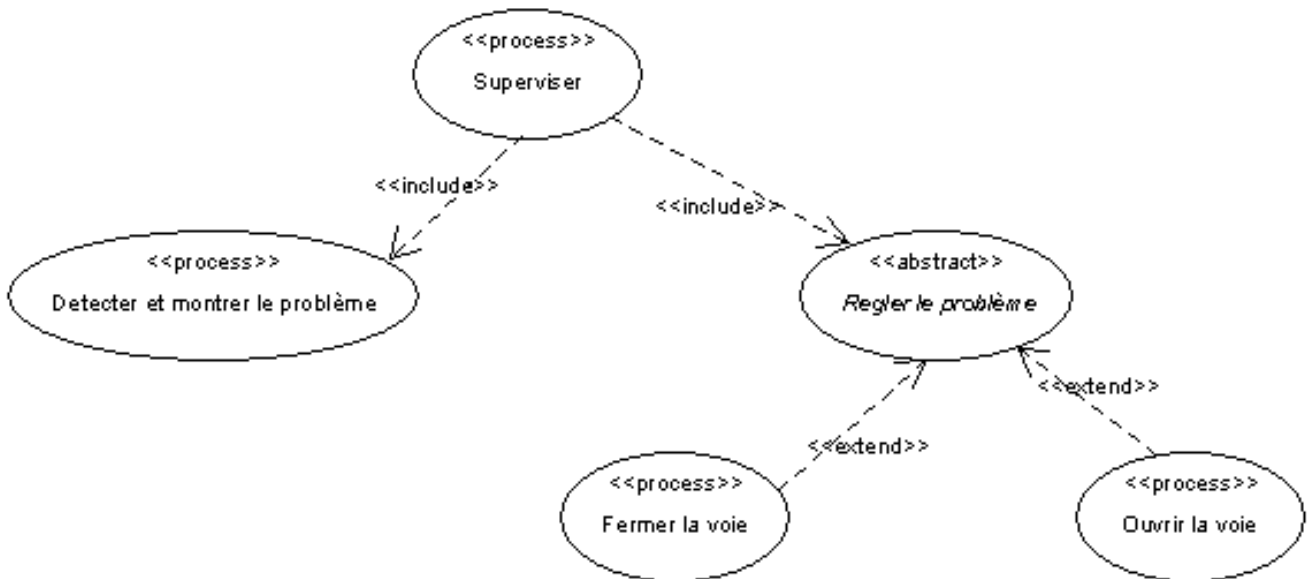 <<process>>
Superviser
<<include>>
<<include>>
<<process>>
Detecter et montrer le problème
<<abstract>>
Regler le problème
<<extend>>
<<extend>>
<<process>>
Fermer la voie
<<process>>
Ouvrir la voie